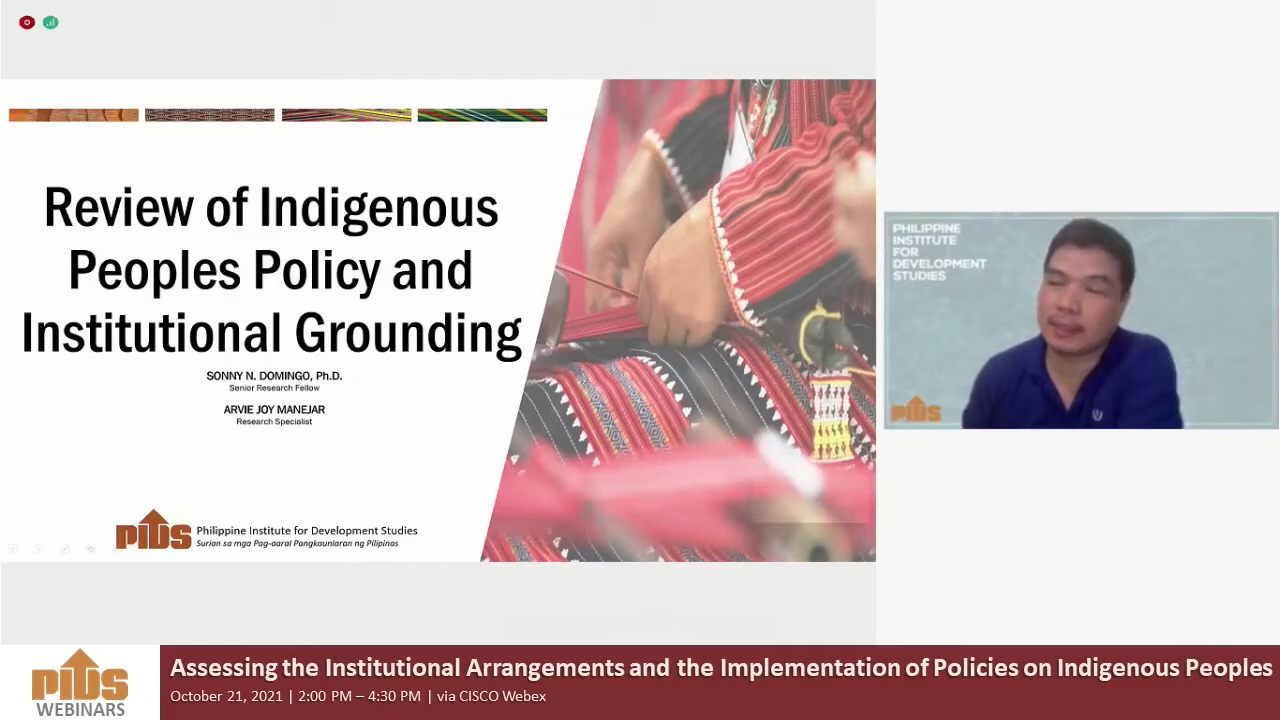 Review of Indigenous
Peoples Policy and
Institutional Grounding
SONNY N. DOMINGO, Ph.D.
Senior Research Fellow
ARVIE JOY MANEJAR
Research Specialist
PIDS
Philippine Institute for Development Studies
Surian sa mga Pag-aaral Pangkaunlaran ng Pilipinas
PHILIPPINE
INSTITUTE
FOR
DEVELOPMENT
STUDIES
PIDS
PIDS
WEBINARS
Assessing the Institutional Arrangements and the Implementation of Policies on Indigenous Peoples
October 21, 2021 | 2:00 PM – 4:30 PM | via CISCO Webex